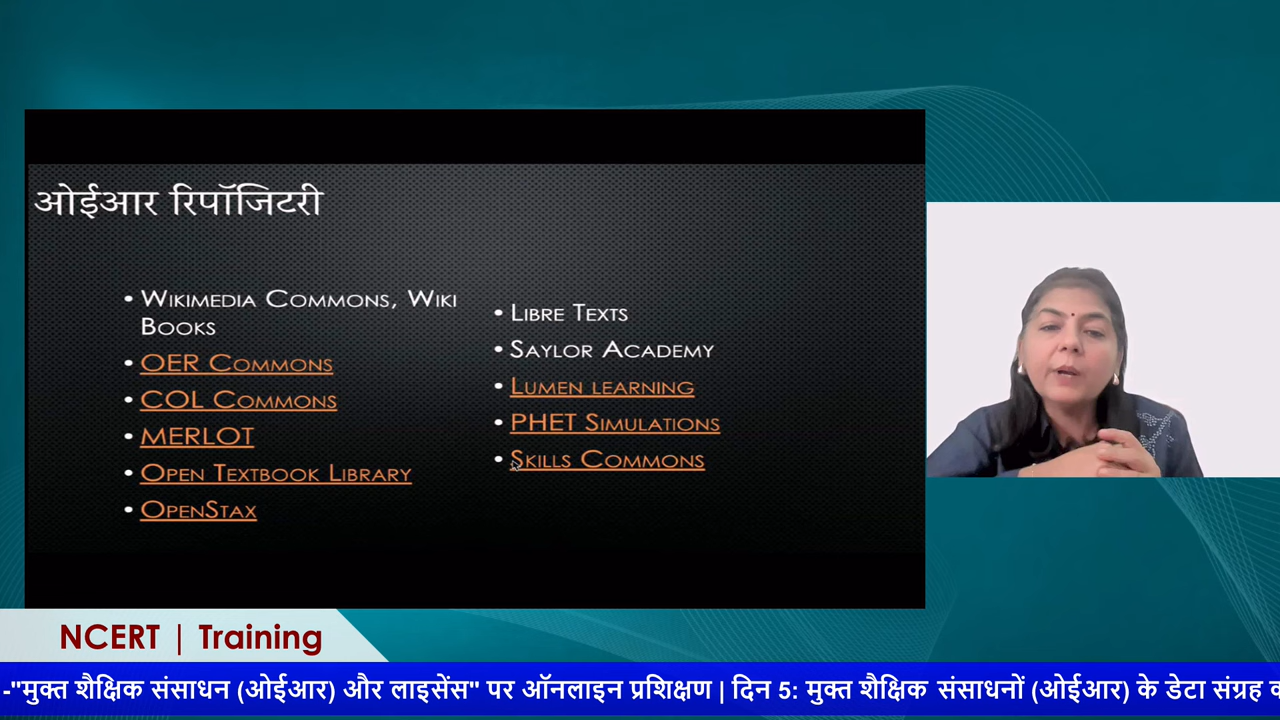 ओईआर रिपॉजिटरी
• Wikimedia Commons, Wiki
Books
• OER Commons
• COL Commons
• MERLOT
• Open Textbook Library
• OpenStax
• Libre Texts
• Saylor Academy
• Lumen learning
• PHET Simulations
• Skills Commons
NCERT | Training
-"मुक्त शैक्षिक संसाधन (ओईआर) और लाइसेंस" पर ऑनलाइन प्रशिक्षण | दिन 5: मुक्त शैक्षिक संसाधनों (ओईआर) के डेटा संग्रह